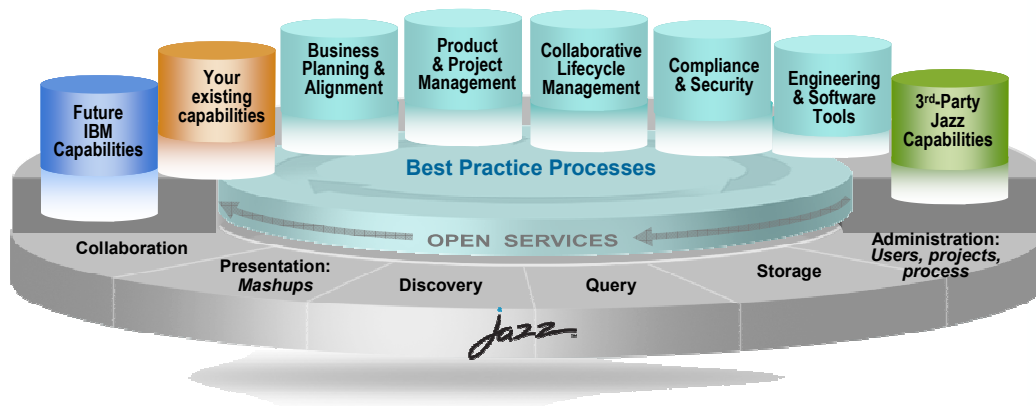 Future
IBM
Capabilities
Your
existing
capabilities
Business
Planning &
Alignment
Product
& Project
Management
Collaborative
Lifecycle
Management
Compliance
& Security
Engineering
& Software
Tools
3rd-Party
Jazz
Capabilities
Best Practice Processes
OPEN SERVICES
Collaboration
Presentation:
Mashups
Discovery
Query
Storage
Administration:
Users, projects,
process
jazz™